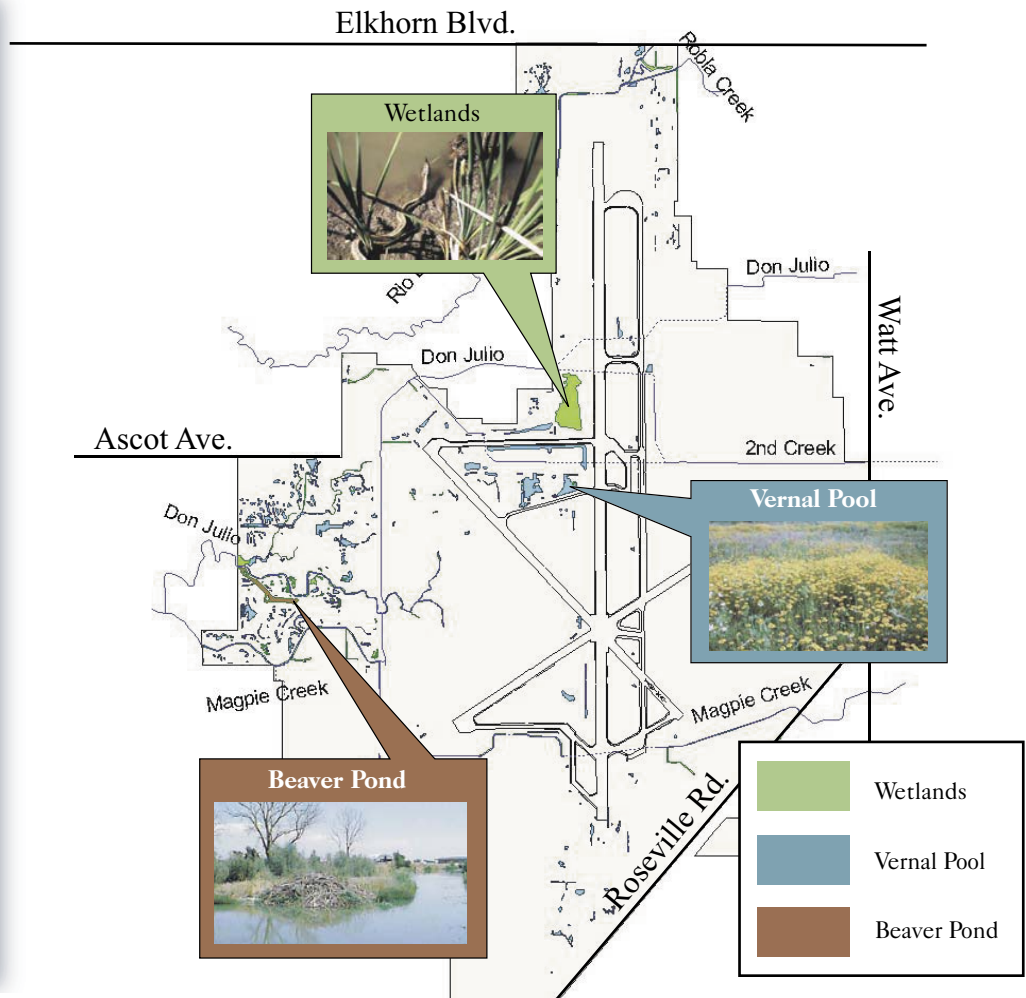 Elkhorn Blvd.
Robla Creek
Wetlands
Rio
Don Julio
Watt Ave.
Don Julio
Ascot Ave.
2nd Creek
Vernal Pool
Don Julio
Magpie Creek
Magpie Creek
Beaver Pond
Roseville Rd.
Wetlands
Vernal Pool
Beaver Pond